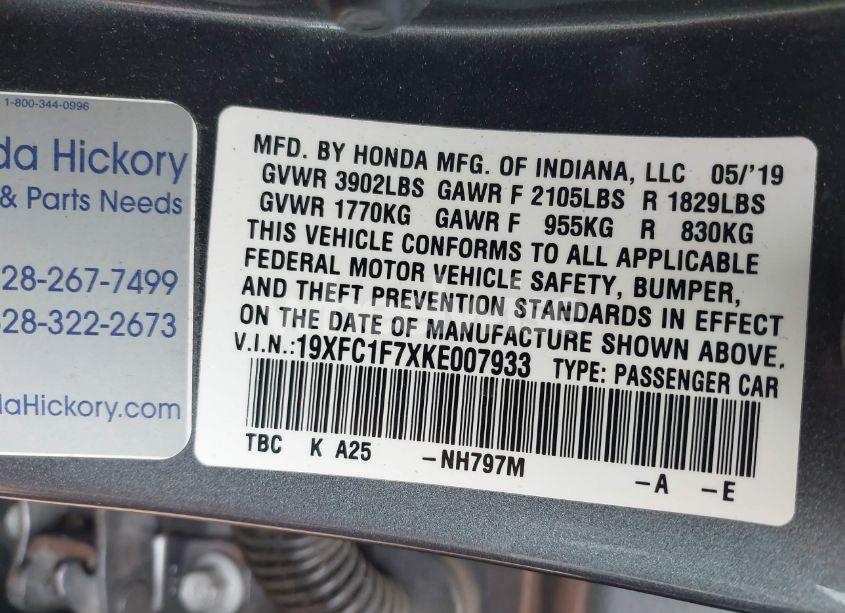 1-800-344-0996
da Hickory
& Parts Needs
28-267-7499
328-322-2673
daHickory.com
MFD. BY HONDA MFG. OF INDIANA, LLC 05/'19
GVWR 3902LBS GAWR F 2105LBS R 1829LBS
GVWR 1770KG GAWR F 955KG R 830KG
THIS VEHICLE CONFORMS TO ALL APPLICABLE
FEDERAL MOTOR VEHICLE SAFETY, BUMPER,
AND THEFT PREVENTION STANDARDS IN EFFECT
ON THE DATE OF MANUFACTURE SHOWN ABOVE.
V.I.N.:19XFC1F7XKE007933 TYPE: PASSENGER CAR
TBC K A25 -NH797M -A -E